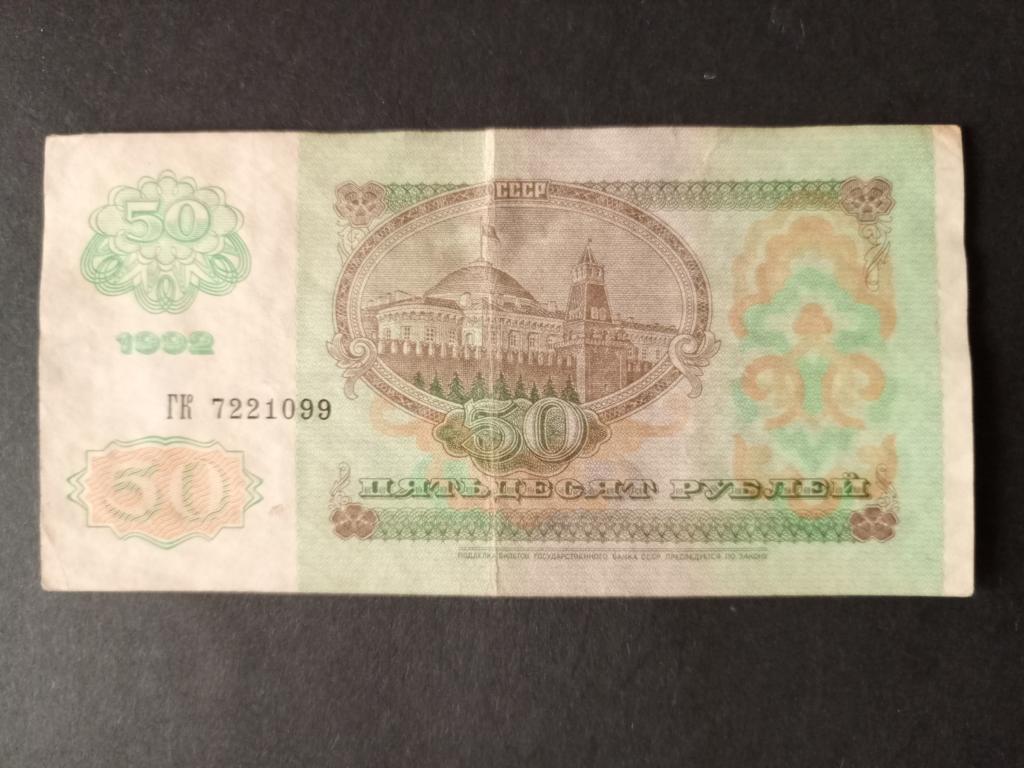 СССР
50
1992
ГК 7221099
50
50
ПЯТЬДЕСЯТ РУБЛЕЙ
ПОДДЕЛКА БИЛЕТОВ ГОСУДАРСТВЕННОГО БАНКА СССР ПРЕСЛЕДУЕТСЯ ПО ЗАКОНУ